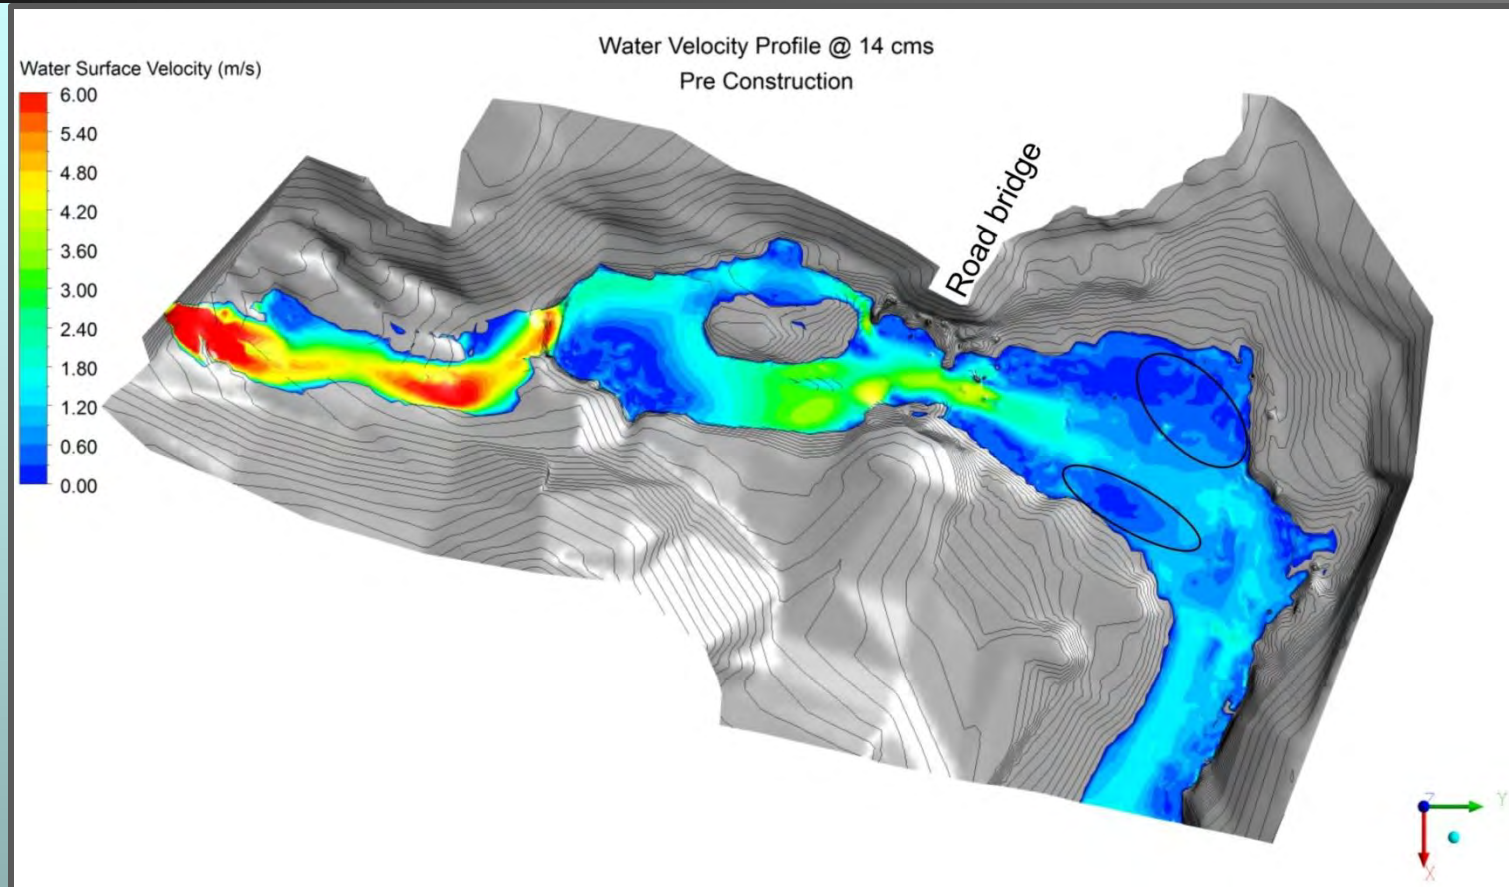 Water Velocity Profile @ 14 cms
Pre Construction
Water Surface Velocity (m/s)
6.00
5.40
4.80
4.20
3.60
3.00
2.40
1.80
1.20
0.60
0.00
Road bridge
Z
Y
X